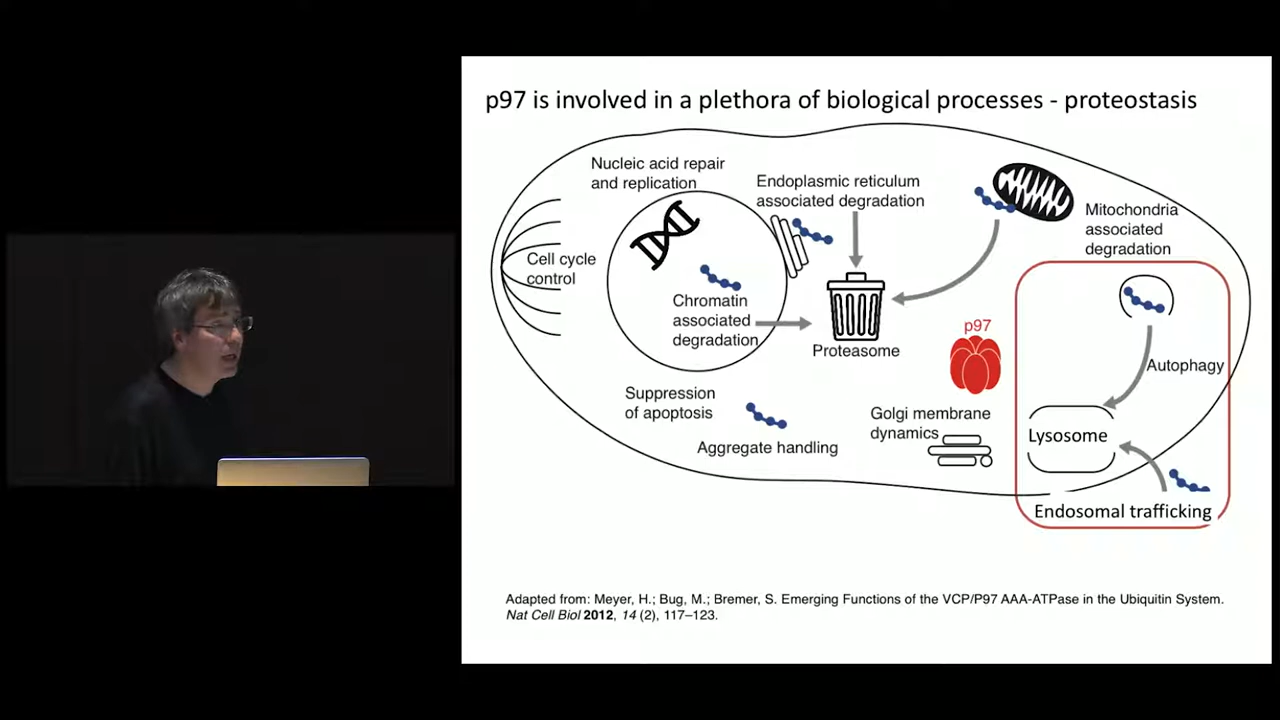 p97 is involved in a plethora of biological processes - proteostasis
Nucleic acid repair
and replication
Endoplasmic reticulum
associated degradation
Mitochondria
associated
degradation
Cell cycle
control
Chromatin
associated
degradation
Proteasome
p97
Autophagy
Suppression
of apoptosis
Golgi membrane
dynamics
Lysosome
Aggregate handling
Endosomal trafficking
Adapted from: Meyer, H.; Bug, M.; Bremer, S. Emerging Functions of the VCP/P97 AAA-ATPase in the Ubiquitin System.
Nat Cell Biol 2012, 14 (2), 117–123.